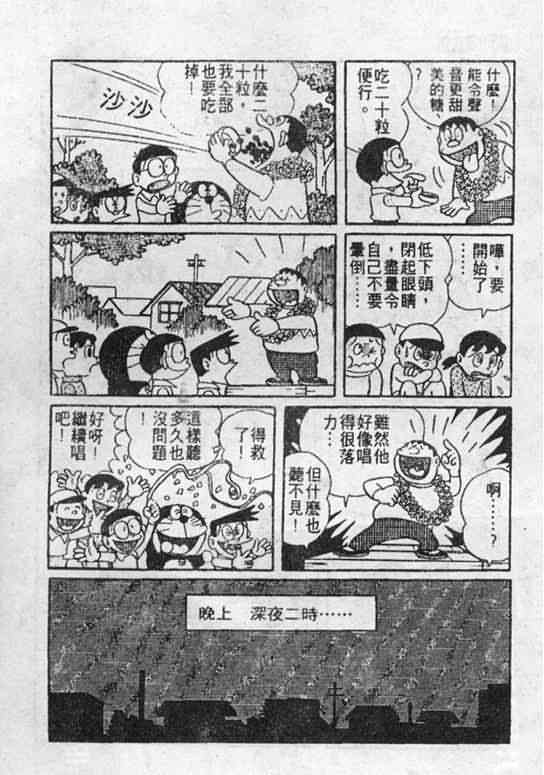 什麼！
能令聲
音更甜
美的糖、
？
吃二十粒
便行。
什麼二
十粒，
我全部
也要吃
掉！
沙沙
嘩，要
開始了
……
低下頭，
閉起眼睛
，盡量令
自己不要
暈倒……
啊……？
雖然他
好像唱
得很落
力…
但什麼也
聽不見！
得救
了！
這樣聽
多久也
沒問題
！
好呀！
繼續唱
吧！
晚上　深夜二時……